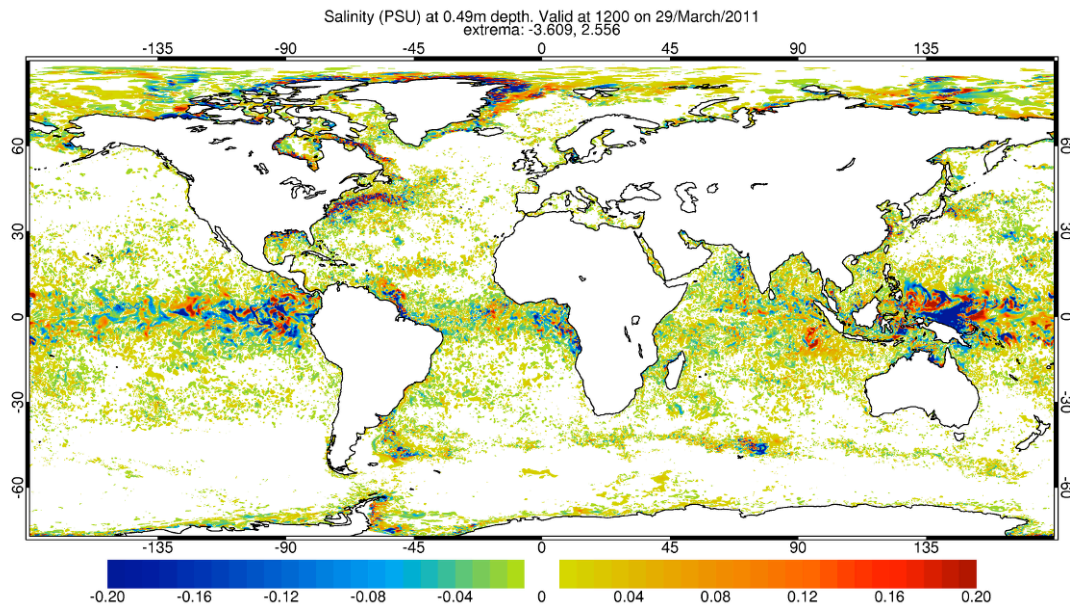 Salinity (PSU) at 0.49m depth. Valid at 1200 on 29/March/2011
extrema: -3.609, 2.556
-135 -90 -45 0 45 90 135
60 60
30 30
0 0
-30 -30
-60 -60
-135 -90 -45 0 45 90 135
-0.20 -0.16 -0.12 -0.08 -0.04 0 0.04 0.08 0.12 0.16 0.20